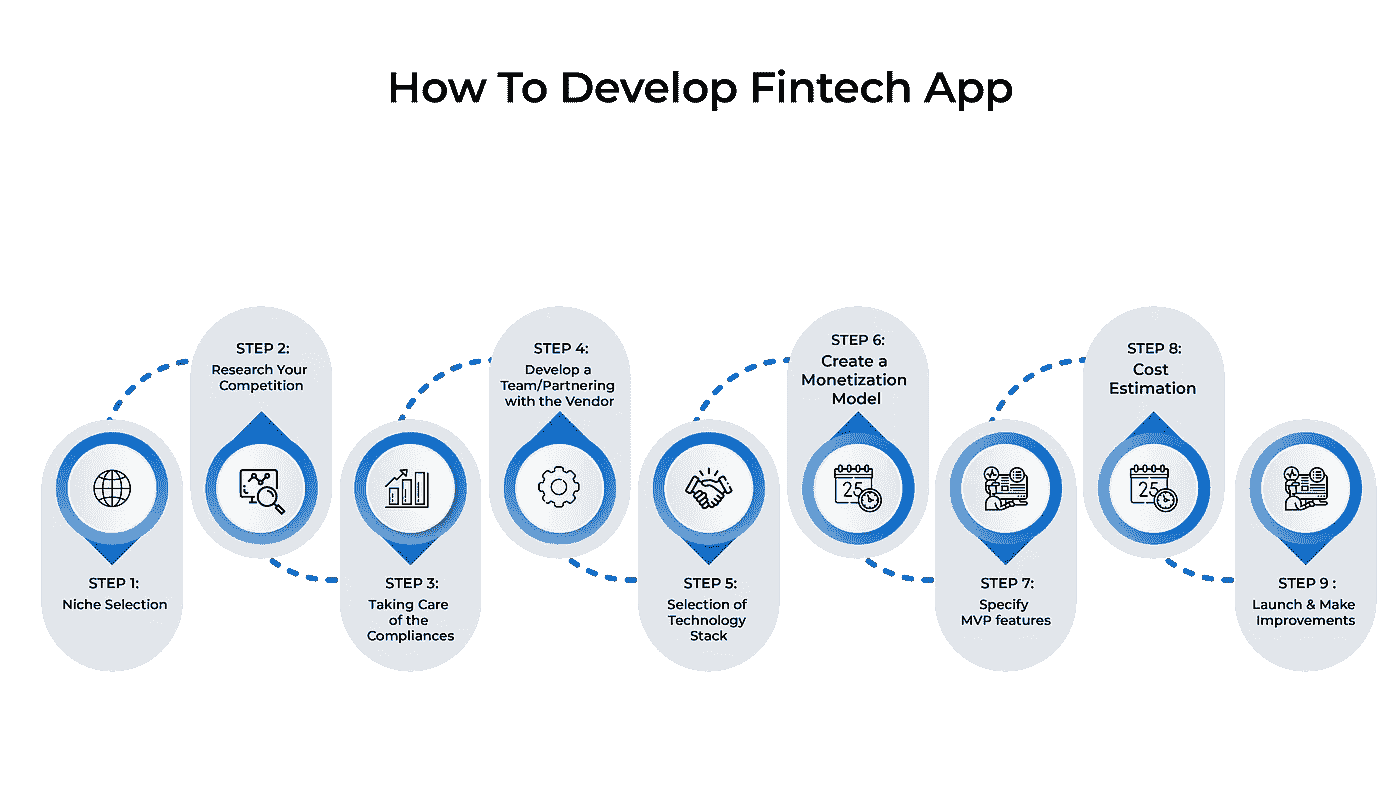 How To Develop Fintech App
STEP 1:
Niche Selection
STEP 2:
Research Your
Competition
STEP 3:
Taking Care
of the
Compliances
STEP 4:
Develop a
Team/Partnering
with the Vendor
STEP 5:
Selection of
Technology
Stack
STEP 6:
Create a
Monetization
Model
25
STEP 7:
Specify
MVP features
STEP 8:
Cost
Estimation
25
STEP 9 :
Launch & Make
Improvements